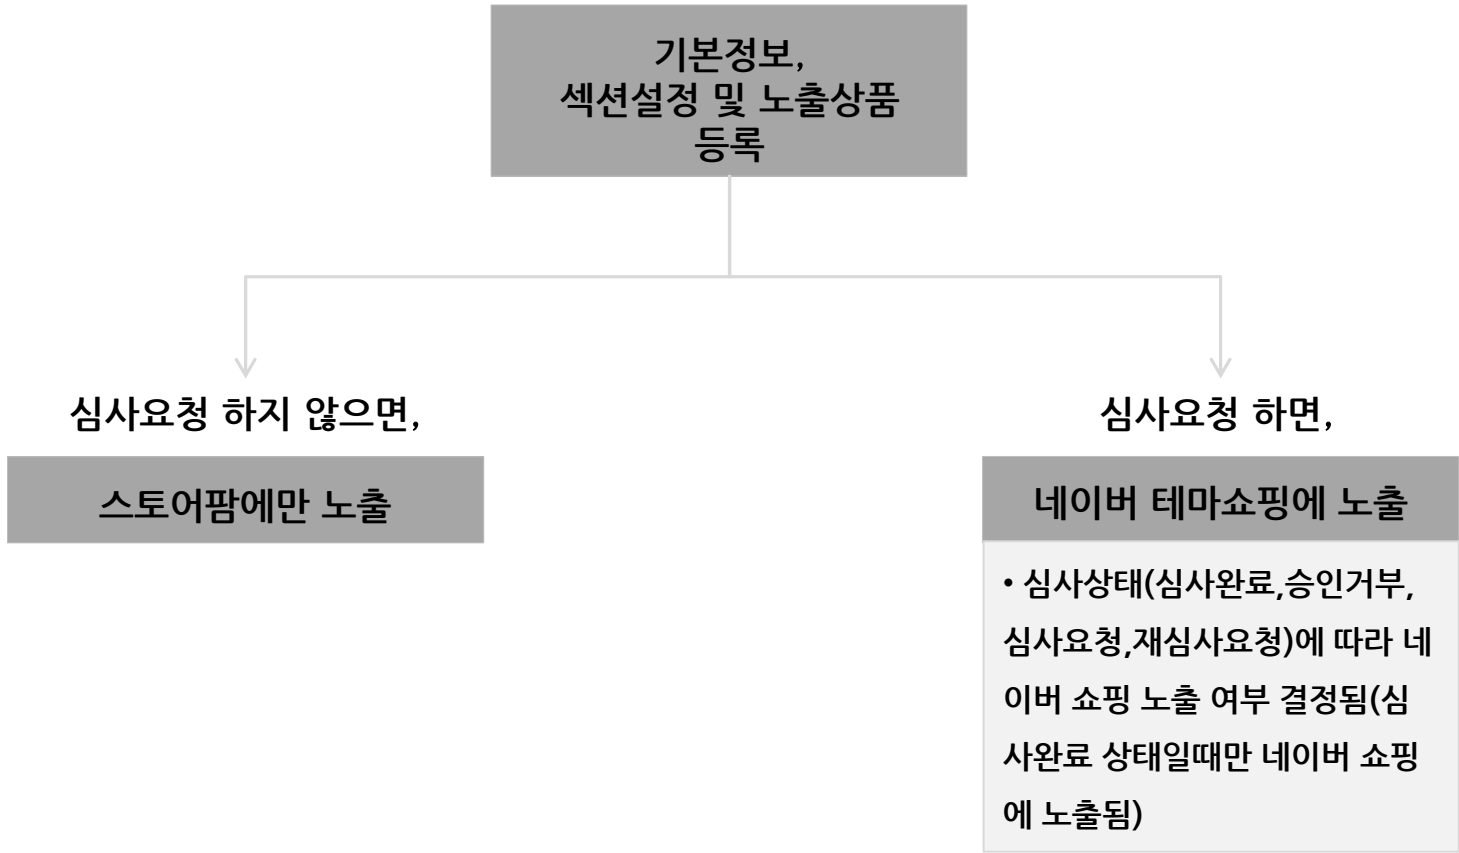 기본정보,
섹션설정 및 노출상품
등록
심사요청 하지 않으면,
스토어팜에만 노출
심사요청 하면,
네이버 테마쇼핑에 노출
• 심사상태(심사완료,승인거부,
심사요청,재심사요청)에 따라 네
이버 쇼핑 노출 여부 결정됨(심
사완료 상태일때만 네이버 쇼핑
에 노출됨)